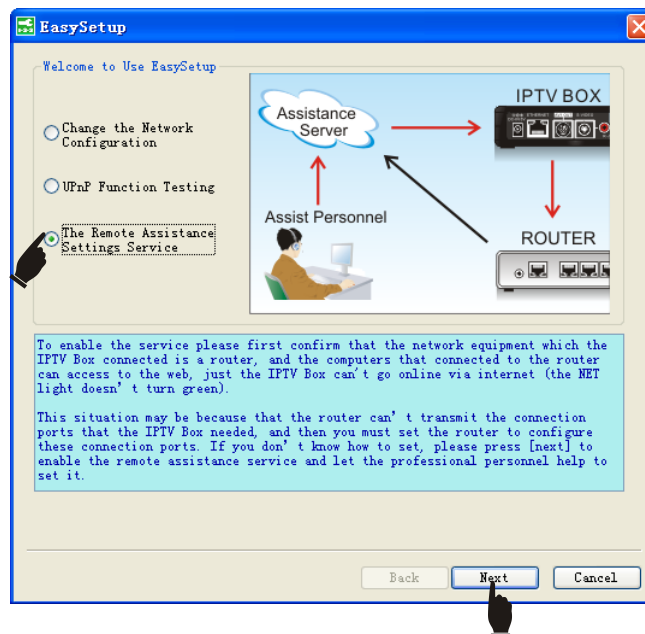 EasySetup
Welcome to Use EasySetup
Change the Network
Configuration
UPnP Function Testing
The Remote Assistance
Settings Service
Assistance
Server
IPTV BOX
Assist Personnel
ROUTER
To enable the service please first confirm that the network equipment which the
IPTV Box connected is a router, and the computers that connected to the router
can access to the web, just the IPTV Box can't go online via internet (the NET
light doesn't turn green).
This situation may be because that the router can't transmit the connection
ports that the IPTV Box needed, and then you must set the router to configure
these connection ports. If you don't know how to set, please press [next] to
enable the remote assistance service and let the professional personnel help to
set it.
Back
Next
Cancel